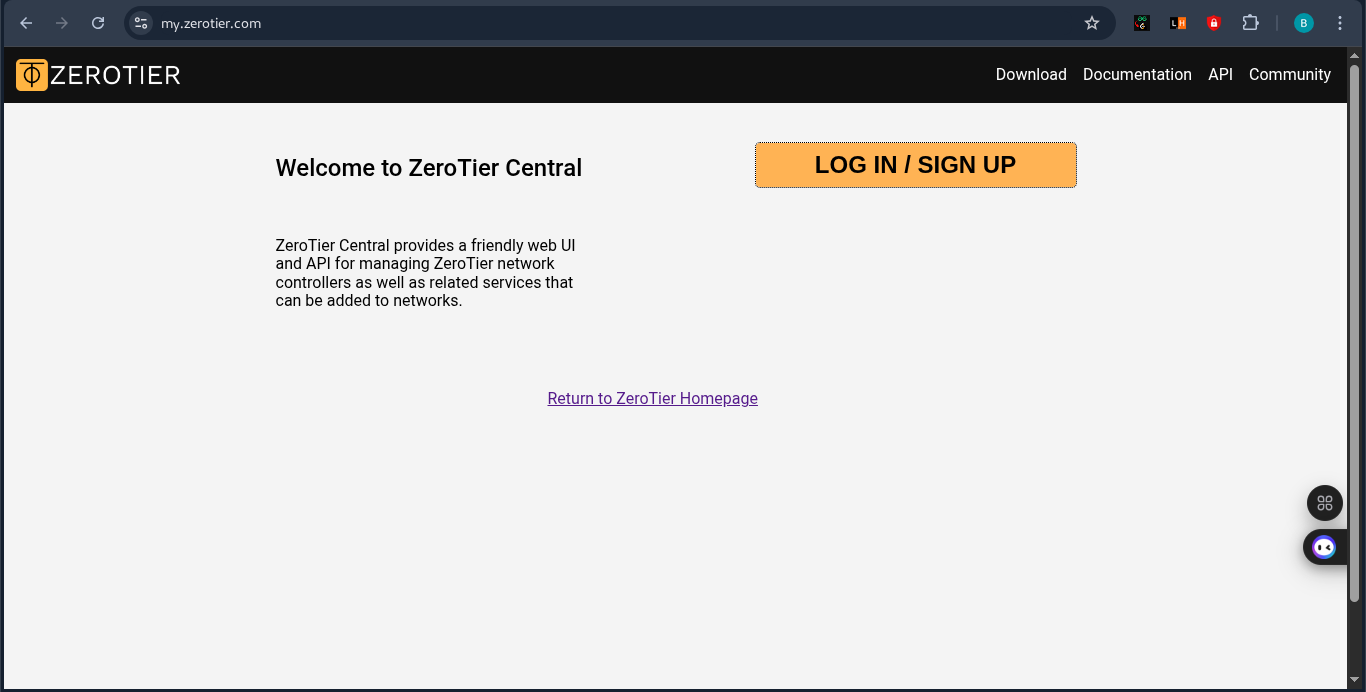 my.zerotier.com
B
ZEROTIER
Download Documentation API Community
Welcome to ZeroTier Central
LOG IN / SIGN UP
ZeroTier Central provides a friendly web UI
and API for managing ZeroTier network
controllers as well as related services that
can be added to networks.
Return to ZeroTier Homepage